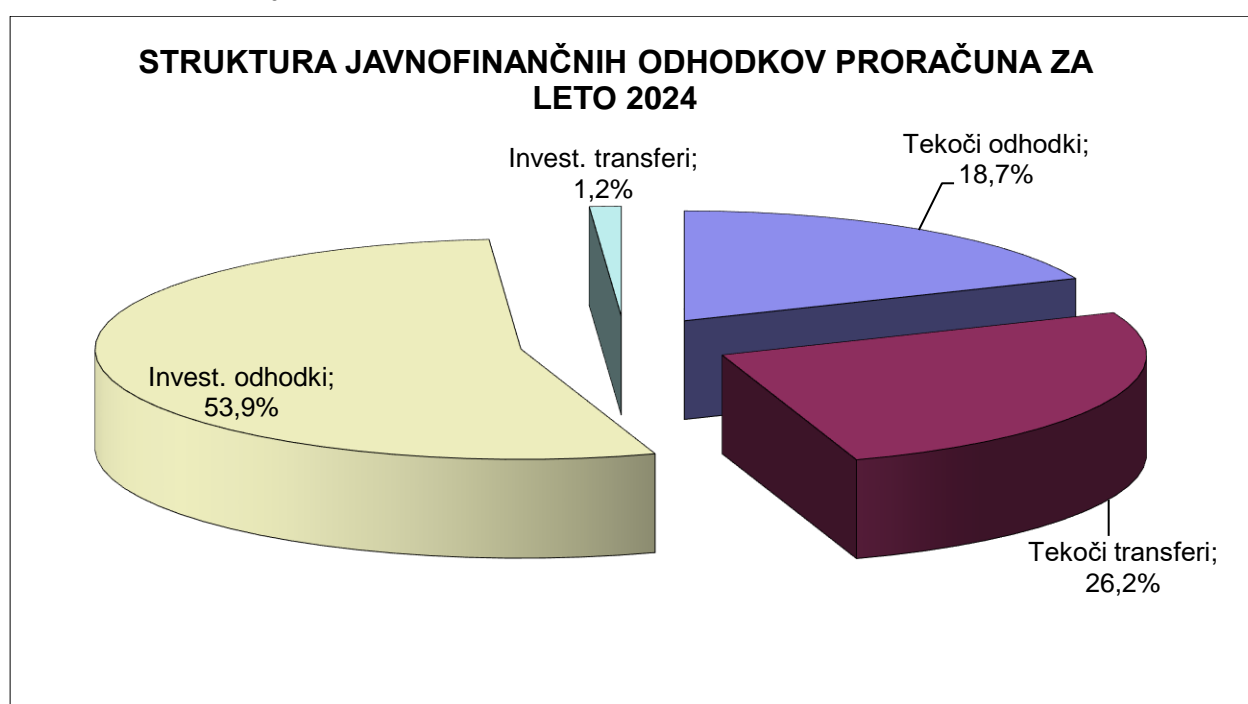 STRUKTURA JAVNOFINANČNIH ODHODKOV PRORAČUNA ZA
LETO 2024
Invest. transferi;
1,2%
Tekoči odhodki;
18,7%
Invest. odhodki;
53,9%
Tekoči transferi;
26,2%